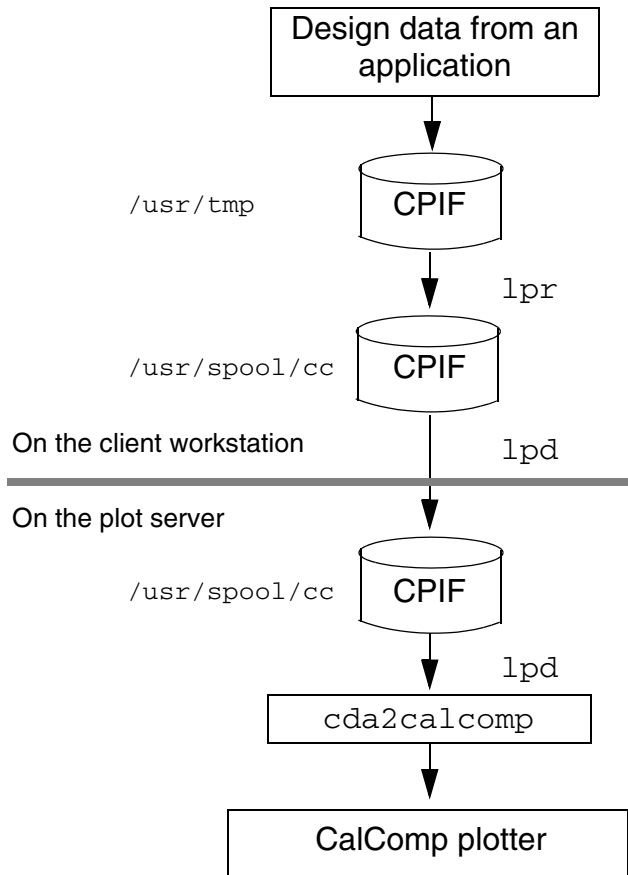 Design data from an
application
/usr/tmp
CPIF
lpr
/usr/spool/cc
CPIF
On the client workstation
lpd
On the plot server
/usr/spool/cc
CPIF
lpd
cda2calcomp
CalComp plotter